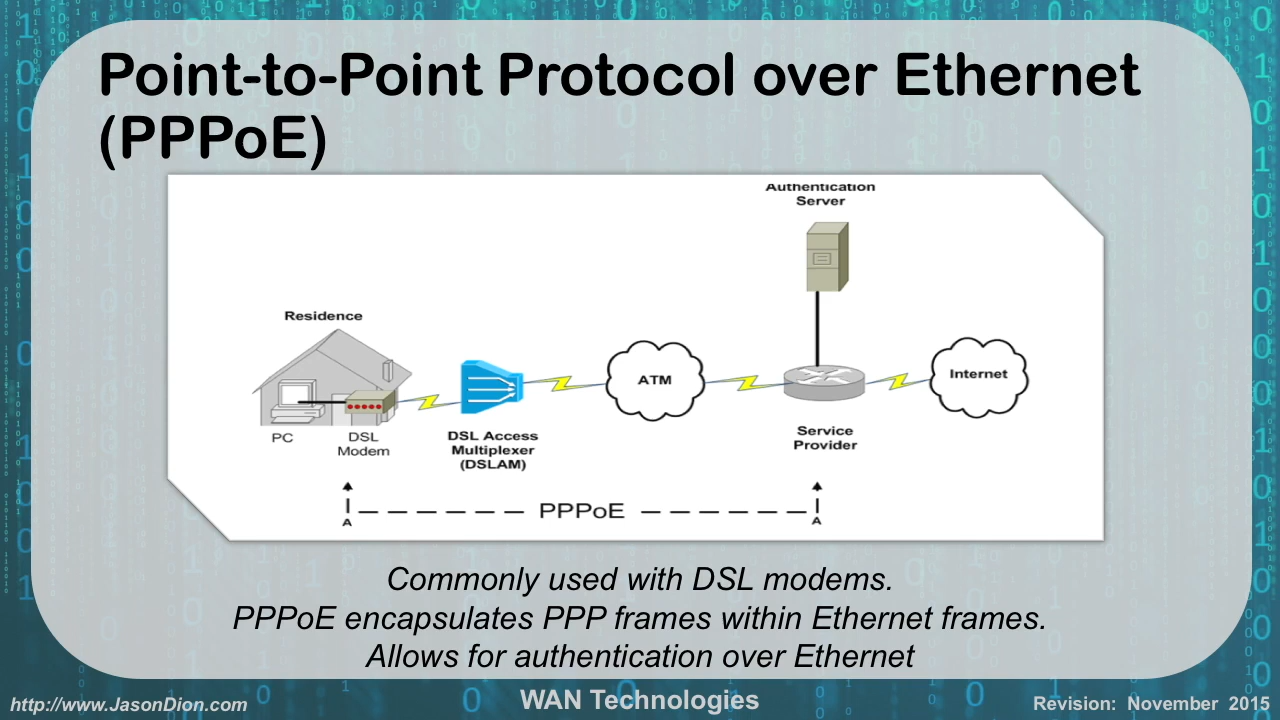 Point-to-Point Protocol over Ethernet
(PPPoE)
Authentication
Server
Residence
ATM
Internet
PC
DSL
Modem
DSL Access
Multiplexer
(DSLAM)
Service
Provider
PPPoE
A
A
Commonly used with DSL modems.
PPPoE encapsulates PPP frames within Ethernet frames.
Allows for authentication over Ethernet
http://www.JasonDion.com
WAN Technologies
Revision: November 2015